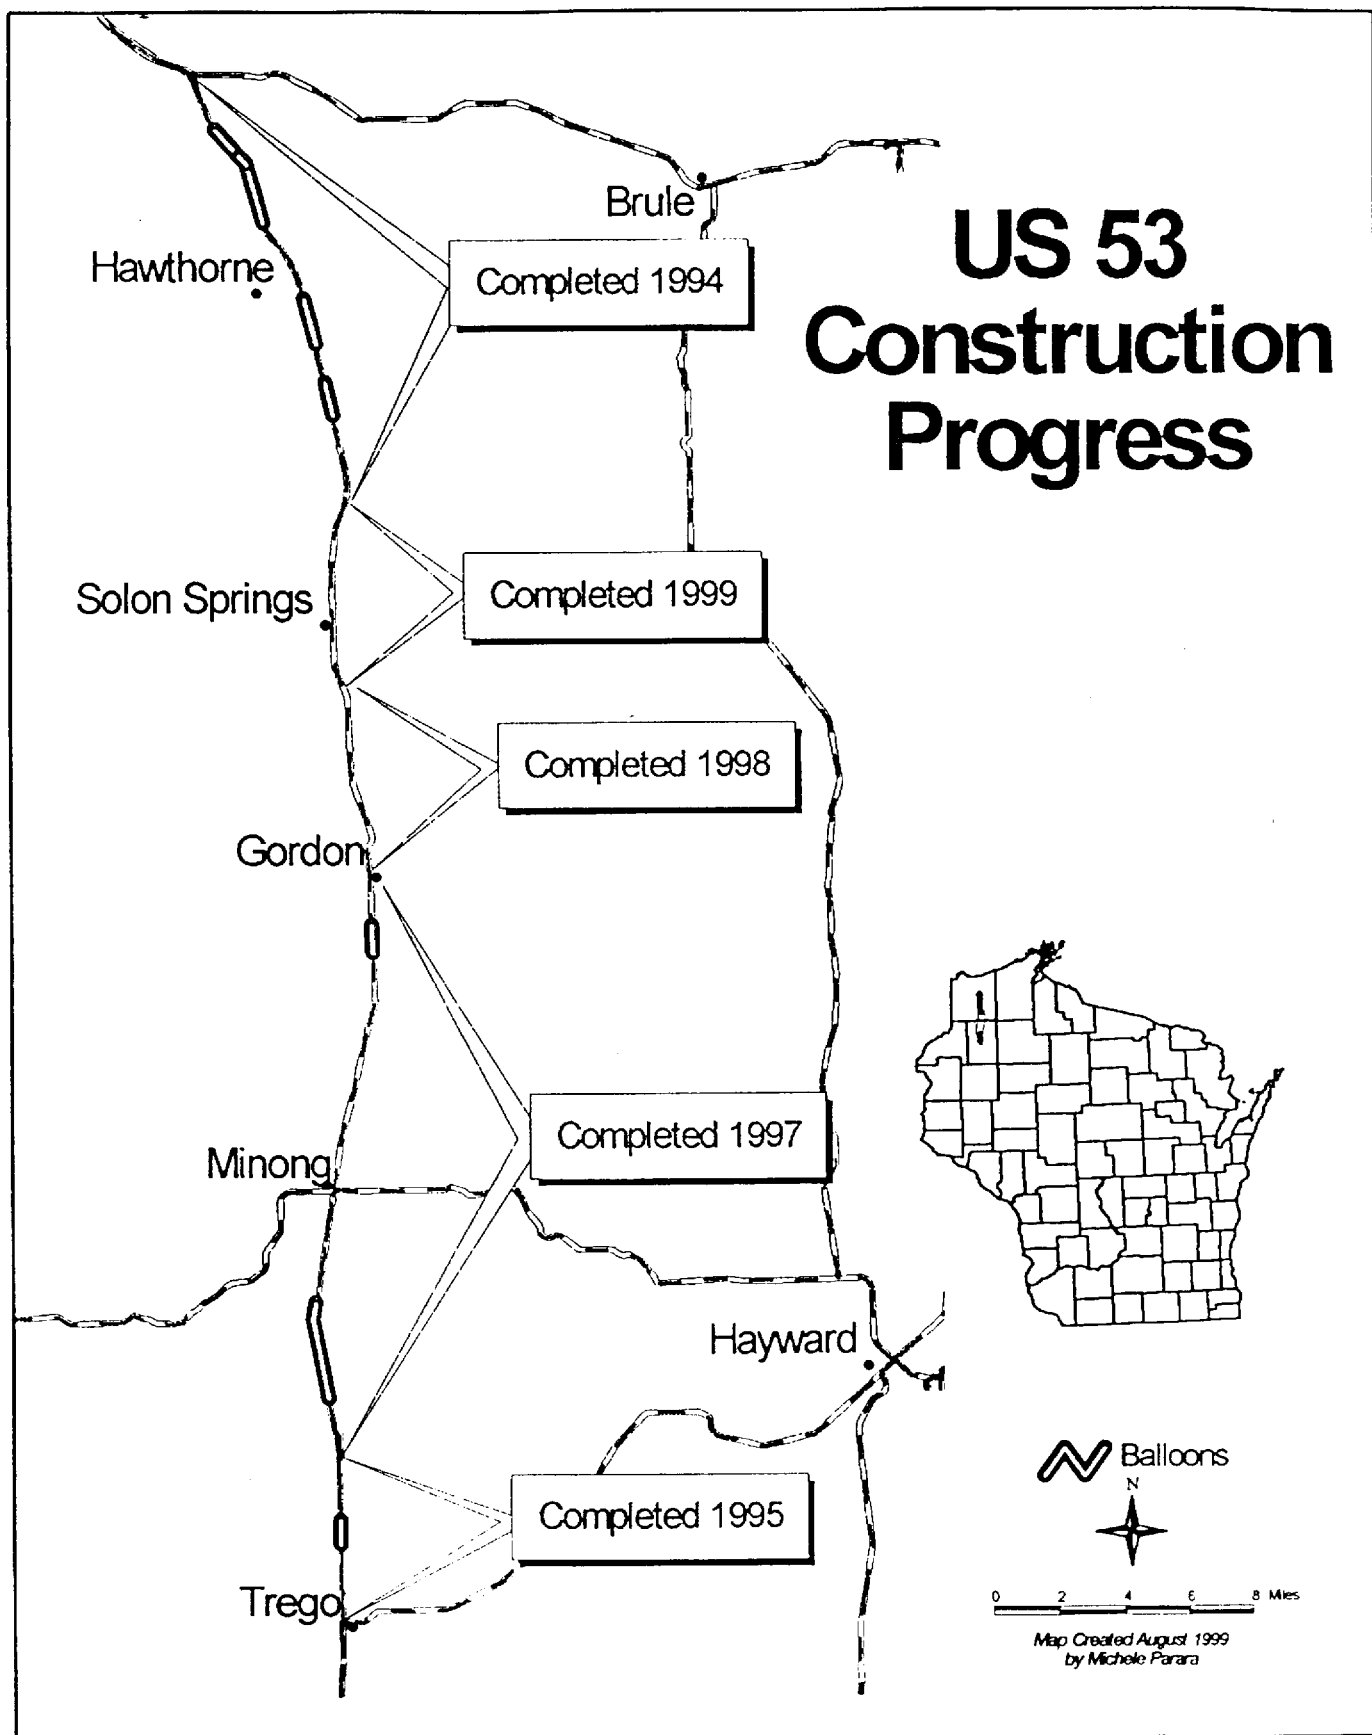 US 53
Construction
Progress
Brule
Hawthorne
Completed 1994
Solon Springs
Completed 1999
Completed 1998
Gordon
Completed 1997
Minong
Hayward
Completed 1995
Trego
Balloons
N
0 2 4 6 8 Miles
Map Created August 1999
by Michele Parara